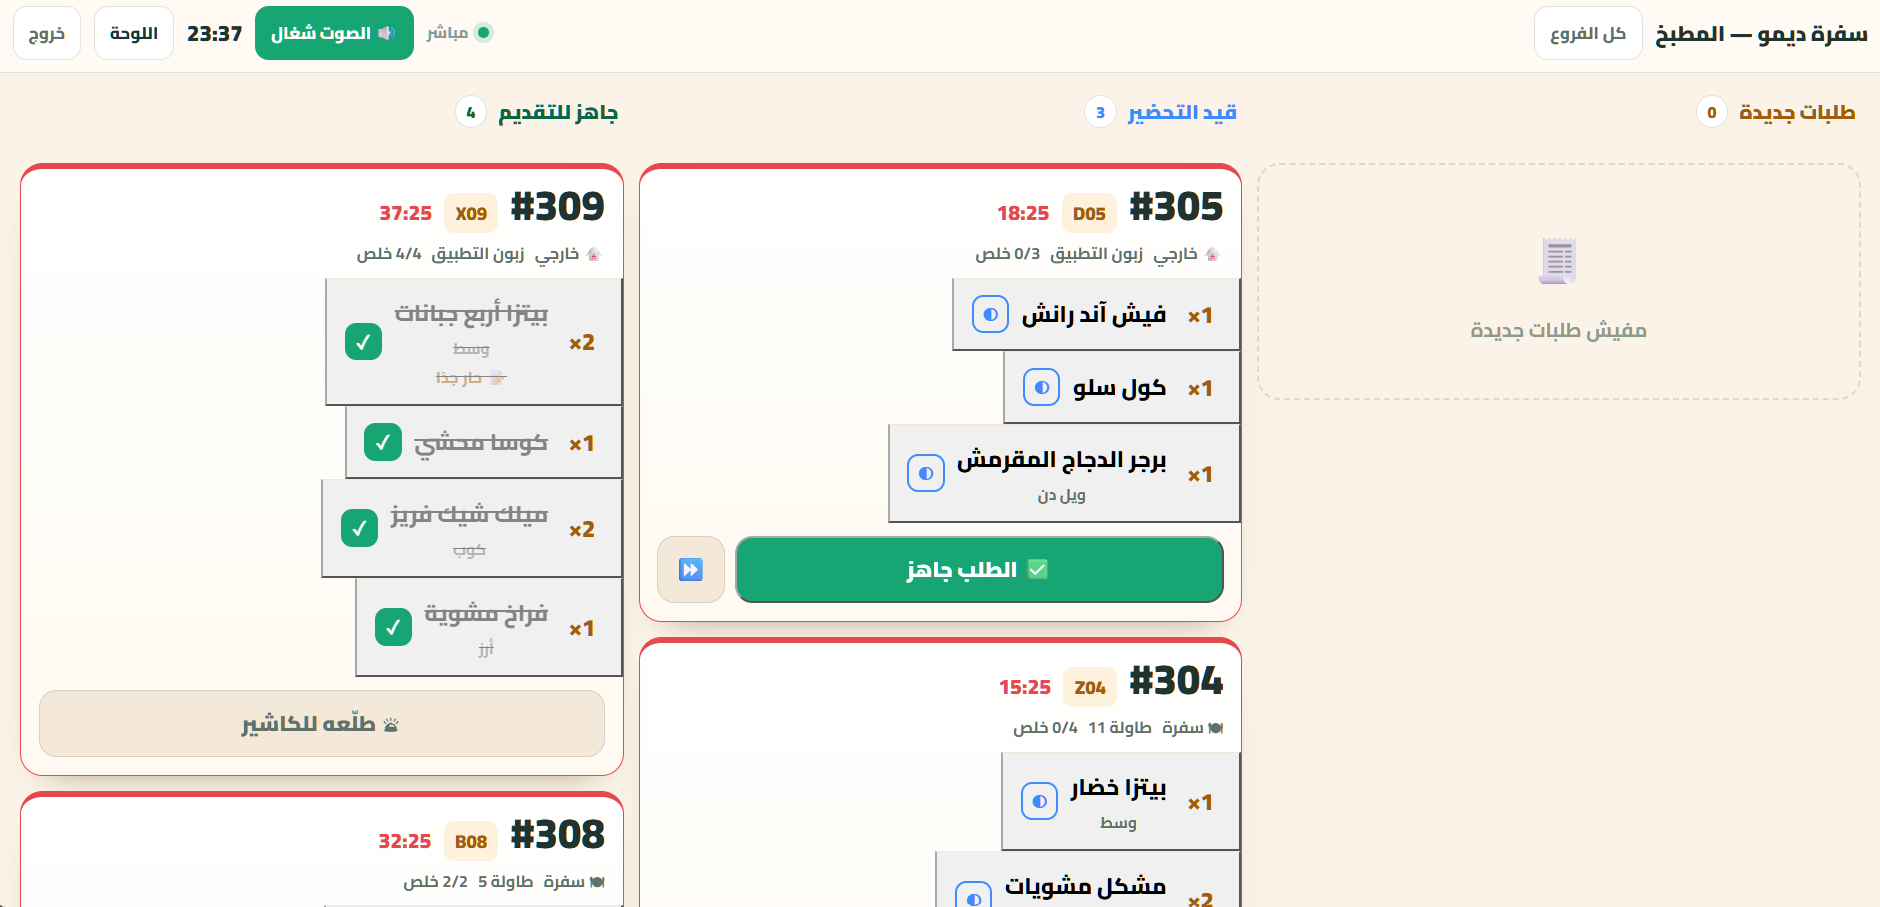 سفرة ديمو — المطبخ
كل الفروع
مباشر
الصوت شغال
23:37
اللوحة
خروج
طلبات جديدة 0
مفيش طلبات جديدة
قيد التحضير 3
#305 D05 18:25
خارجي زبون التطبيق 0/3 خلص
×1 فيش آند رانش
×1 كول سلو
×1 برجر الدجاج المقرمش
ويل دن
الطلب جاهز
#304 Z04 15:25
سفرة طاولة 11 0/4 خلص
×1 بيتزا خضار
وسط
×2 مشكل مشويات
جاهز للتقديم 4
#309 X09 37:25
خارجي زبون التطبيق 4/4 خلص
×2 بيتزا أربع جبنات
وسط
حار جدًا
×1 كوسا محشي
×2 ميلك شيك فريز
كوب
×1 فراخ مشوية
أرز
طلّعه للكاشير
#308 B08 32:25
سفرة طاولة 5 2/2 خلص